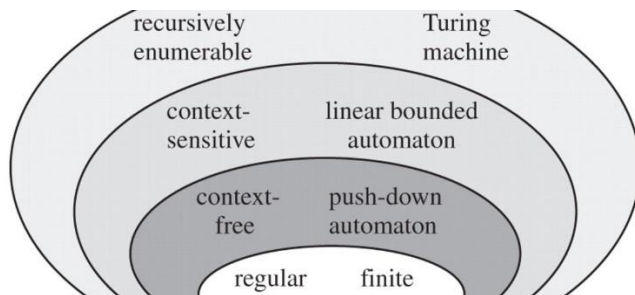 recursively
enumerable
Turing
machine
context-
sensitive
linear bounded
automaton
context-
free
push-down
automaton
regular
finite